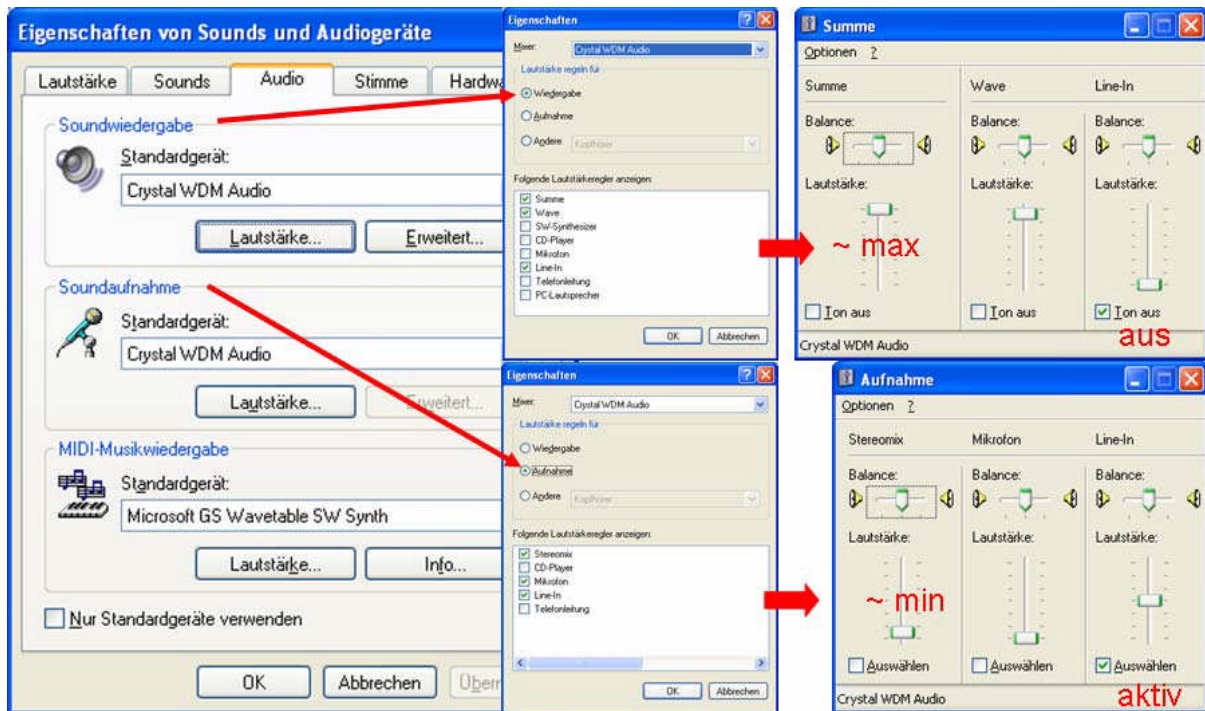 Eigenschaften von Sounds und Audiogeräte
Lautstärke Sounds Audio Stimme Hardwa
Soundwiedergabe
Standardgerät:
Crystal WDM Audio
Lautstärke... Erweitert...
Soundaufnahme
Standardgerät:
Crystal WDM Audio
Lautstärke... Erweitert...
MIDI-Musikwiedergabe
Standardgerät:
Microsoft GS Wavetable SW Synth
Lautstärke... Info...
Nur Standardgeräte verwenden
OK Abbrechen Übern
Eigenschaften
Mixer: Crystal WDM Audio
Lautstärke regeln für
Wiedergabe
Aufnahme
Andere Kopfhörer
Folgende Lautstärkeregler anzeigen:
Summe
Wave
SW-Synthesizer
CD-Player
Mikrofon
Line-In
Telefonleitung
PC-Lautsprecher
OK Abbrechen
Summe
Optionen ?
Summe Wave Line-In
Balance: Balance: Balance:
Lautstärke: Lautstärke: Lautstärke:
~ max
Ton aus Ton aus Ton aus
aus
Crystal WDM Audio
Eigenschaften
Mixer: Crystal WDM Audio
Lautstärke regeln für
Wiedergabe
Aufnahme
Andere Kopfhörer
Folgende Lautstärkeregler anzeigen:
Stereomix
CD-Player
Mikrofon
Line-In
Telefonleitung
OK Abbrechen
Aufnahme
Optionen ?
Stereomix Mikrofon Line-In
Balance: Balance: Balance:
Lautstärke: Lautstärke: Lautstärke:
~ min
Auswählen Auswählen Auswählen
aktiv
Crystal WDM Audio